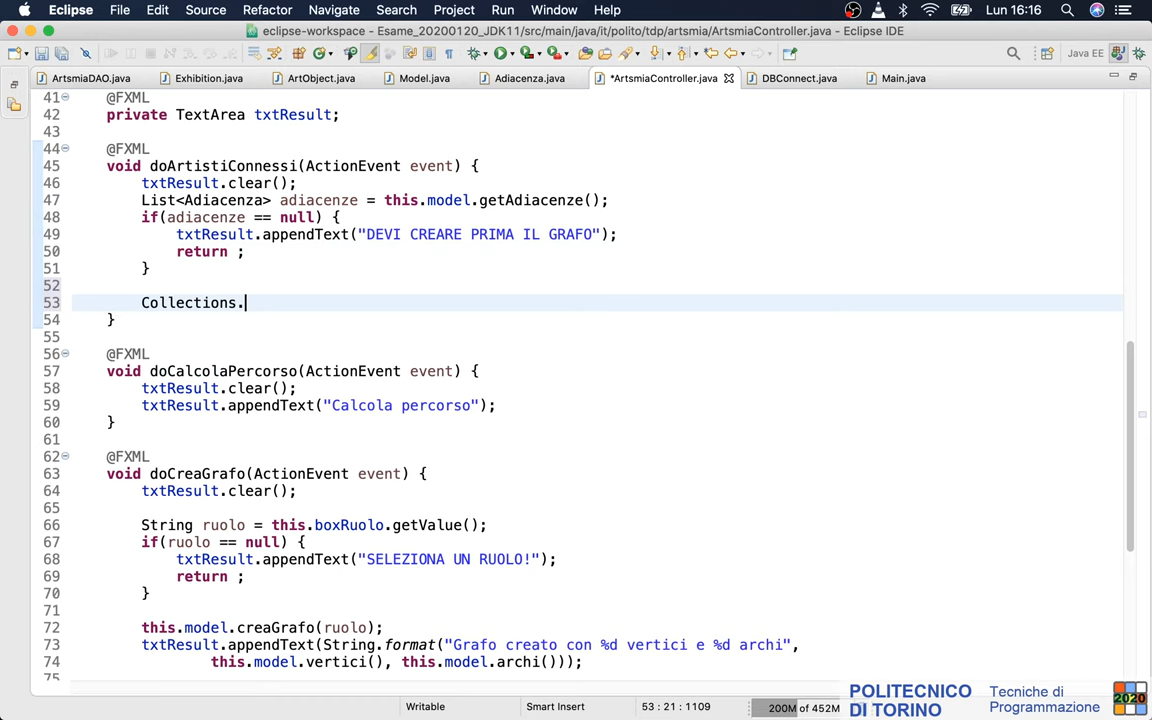 Eclipse File Edit Source Refactor Navigate Search Project Run Window Help Lun 16:16
eclipse-workspace - Esame_20200120_JDK11/src/main/java/it/polito/tdp/artsmia/ArtsmiaController.java - Eclipse IDE
Java EE
ArtsmiaDAO.java Exhibition.java ArtObject.java Model.java Adiacenza.java *ArtsmiaController.java DBConnect.java Main.java
41 @FXML
42 private TextArea txtResult;
43
44 @FXML
45 void doArtistiConnessi(ActionEvent event) {
46 txtResult.clear();
47 List<Adiacenza> adiacenze = this.model.getAdiacenze();
48 if(adiacenze == null) {
49 txtResult.appendText("DEVI CREARE PRIMA IL GRAFO");
50 return ;
51 }
52
53 Collections.
54 }
55
56 @FXML
57 void doCalcolaPercorso(ActionEvent event) {
58 txtResult.clear();
59 txtResult.appendText("Calcola percorso");
60 }
61
62 @FXML
63 void doCreaGrafo(ActionEvent event) {
64 txtResult.clear();
65
66 String ruolo = this.boxRuolo.getValue();
67 if(ruolo == null) {
68 txtResult.appendText("SELEZIONA UN RUOLO!");
69 return ;
70 }
71
72 this.model.creaGrafo(ruolo);
73 txtResult.appendText(String.format("Grafo creato con %d vertici e %d archi",
74 this.model.vertici(), this.model.archi()));
75
Writable Smart Insert 53 : 21 : 1109 200M of 452M
POLITECNICO
DI TORINO
Tecniche di
Programmazione
2020